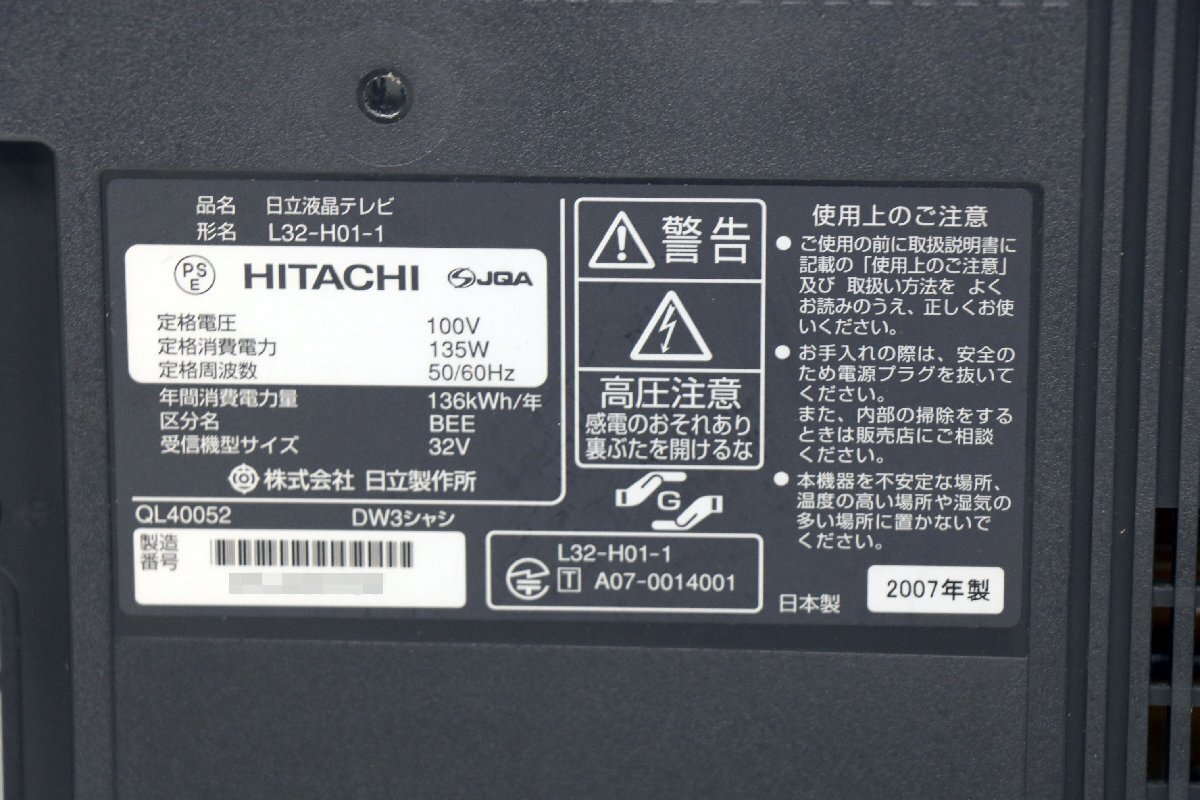 品名 日立液晶テレビ
形名 L32-H01-1
PS
E
HITACHI
JQA
定格電圧 100V
定格消費電力 135W
定格周波数 50/60Hz
年間消費電力量 136kWh/年
区分名 BEE
受信機型サイズ 32V
株式会社 日立製作所
QL40052 DW3シャシ
製造
番号
警告
高圧注意
感電のおそれあり
裏ぶたを開けるな
G
L32-H01-1
T A07-0014001
使用上のご注意
● ご使用の前に取扱説明書に
記載の「使用上のご注意」
及び 取扱い方法を よく
お読みのうえ、正しくお使
いください。
● お手入れの際は、安全の
ため電源プラグを抜いて
ください。
また、内部の掃除をする
ときは販売店にご相談
ください。
● 本機器を不安定な場所、
温度の高い場所や湿気の
多い場所に置かないで
ください。
日本製
2007年製